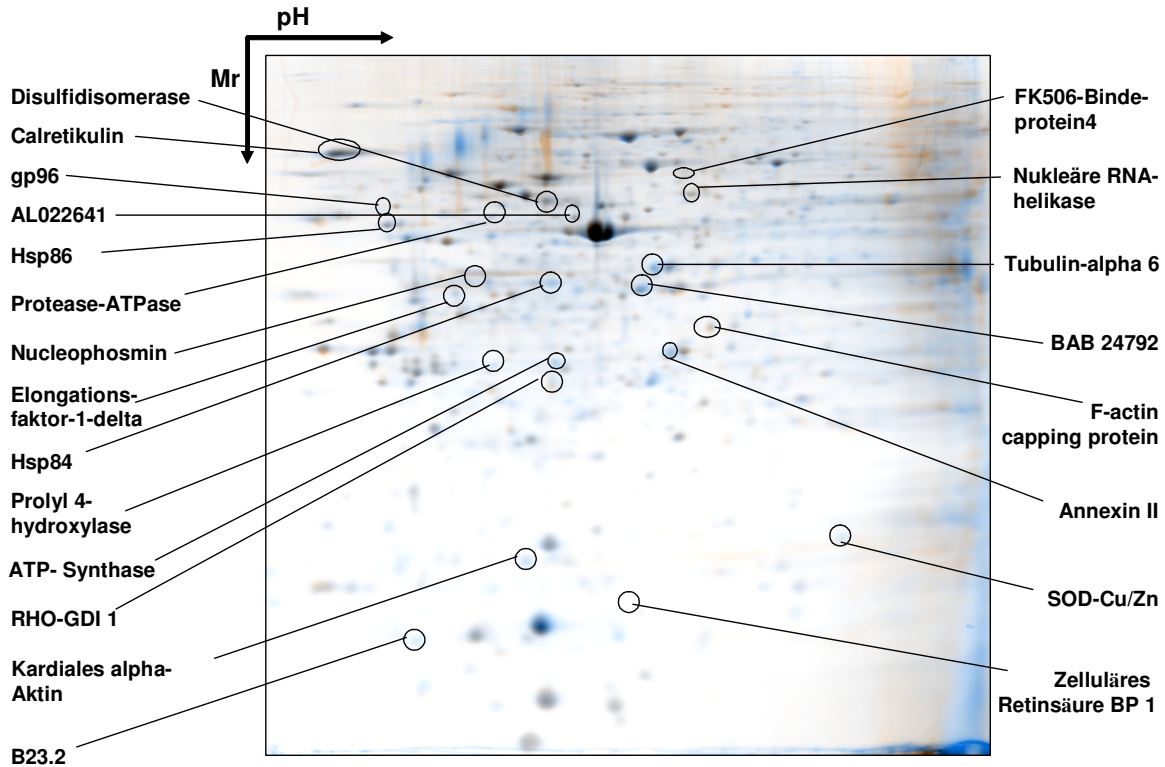 pH
Mr
Disulfidisomerase
Calretikulin
gp96
AL022641
Hsp86
Protease-ATPase
Nucleophosmin
Elongations-
faktor-1-delta
Hsp84
Prolyl 4-
hydroxylase
ATP- Synthase
RHO-GDI 1
Kardiales alpha-
Aktin
B23.2
FK506-Binde-
protein4
Nukleäre RNA-
helikase
Tubulin-alpha 6
BAB 24792
F-actin
capping protein
Annexin II
SOD-Cu/Zn
Zelluläres
Retinsäure BP 1